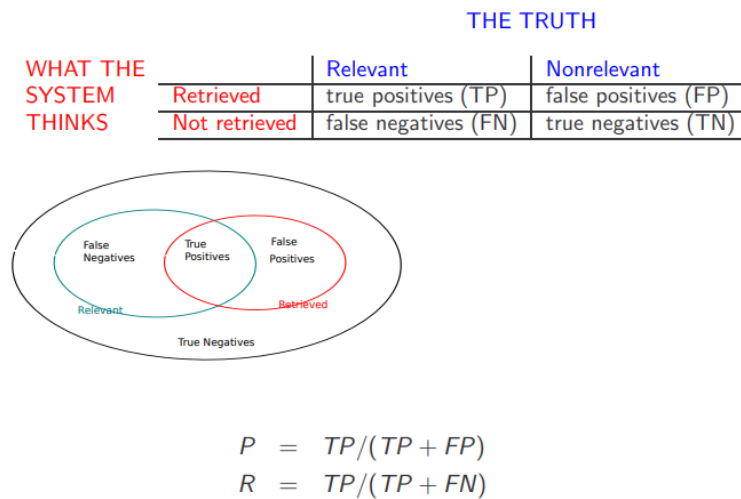 THE TRUTH
WHAT THE Relevant Nonrelevant
SYSTEM Retrieved true positives (TP) false positives (FP)
THINKS Not retrieved false negatives (FN) true negatives (TN)
False
Negatives
True
Positives
False
Positives
Relevant
Retrieved
True Negatives
P = TP/(TP + FP)
R = TP/(TP + FN)